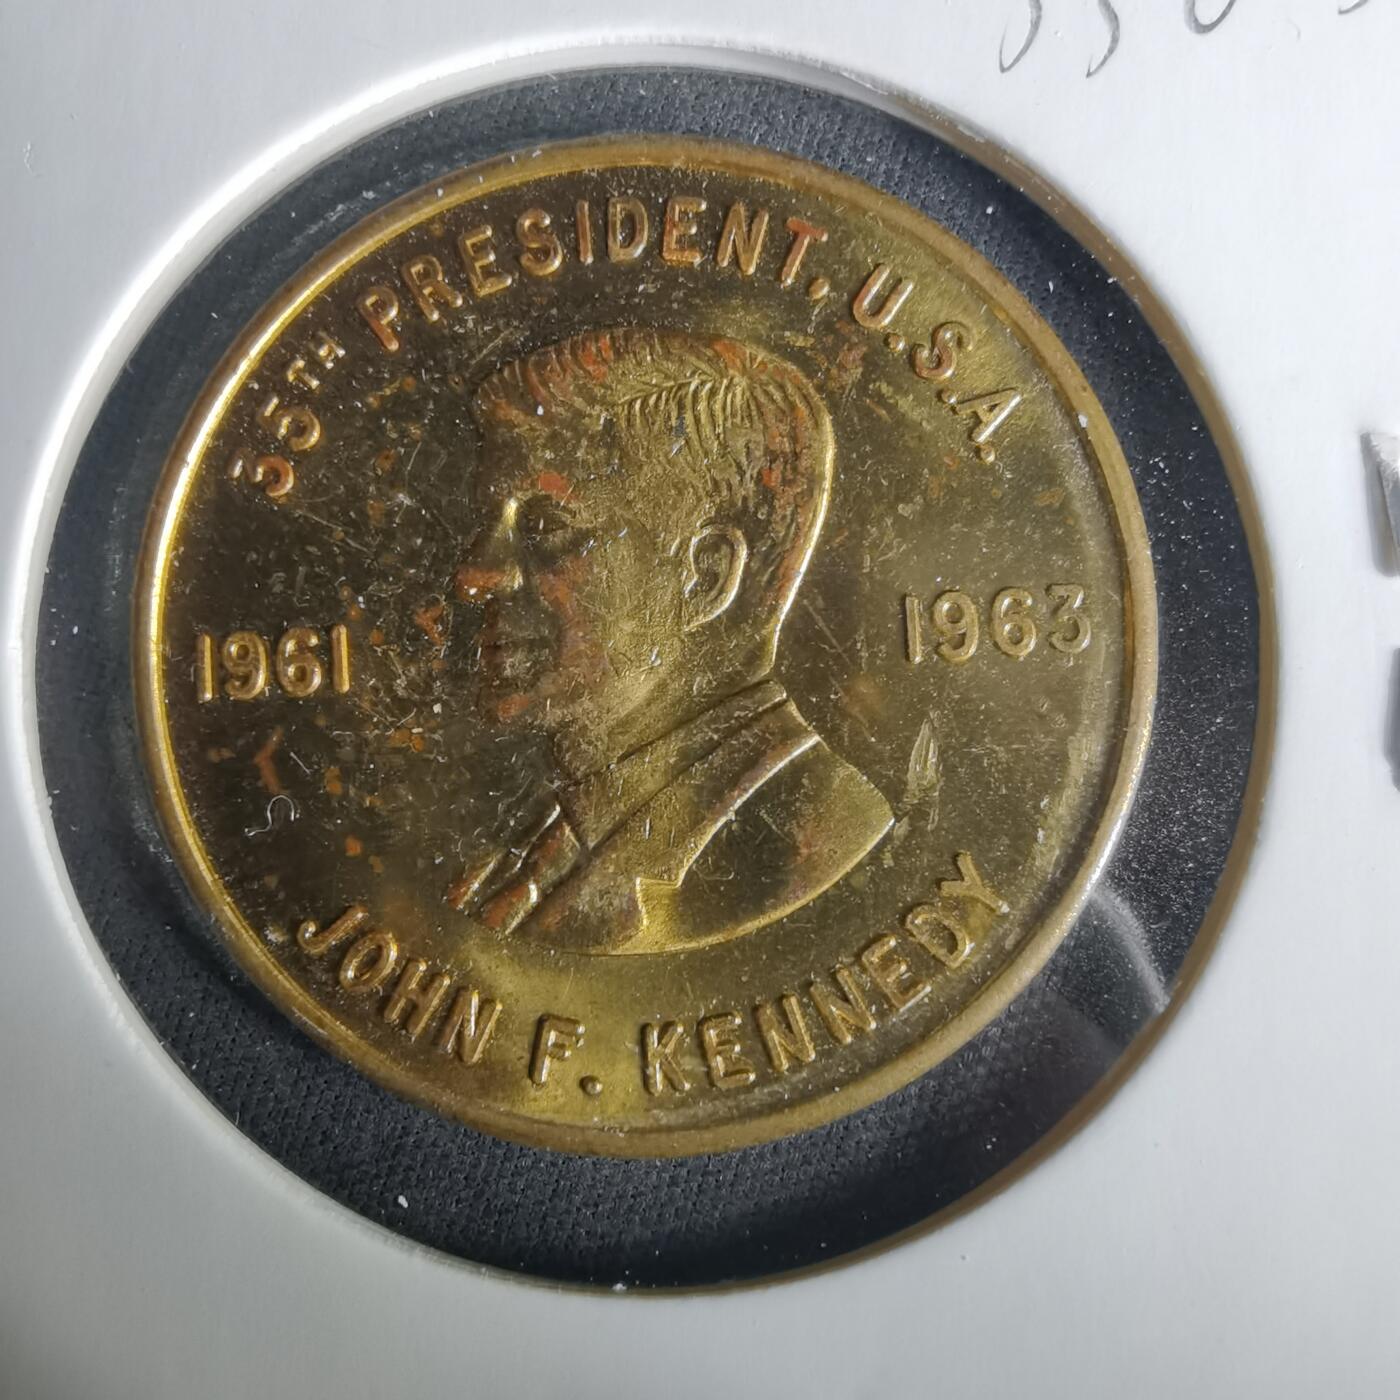 35TH PRESIDENT, U.S.A.
1961
1963
JOHN F. KENNEDY